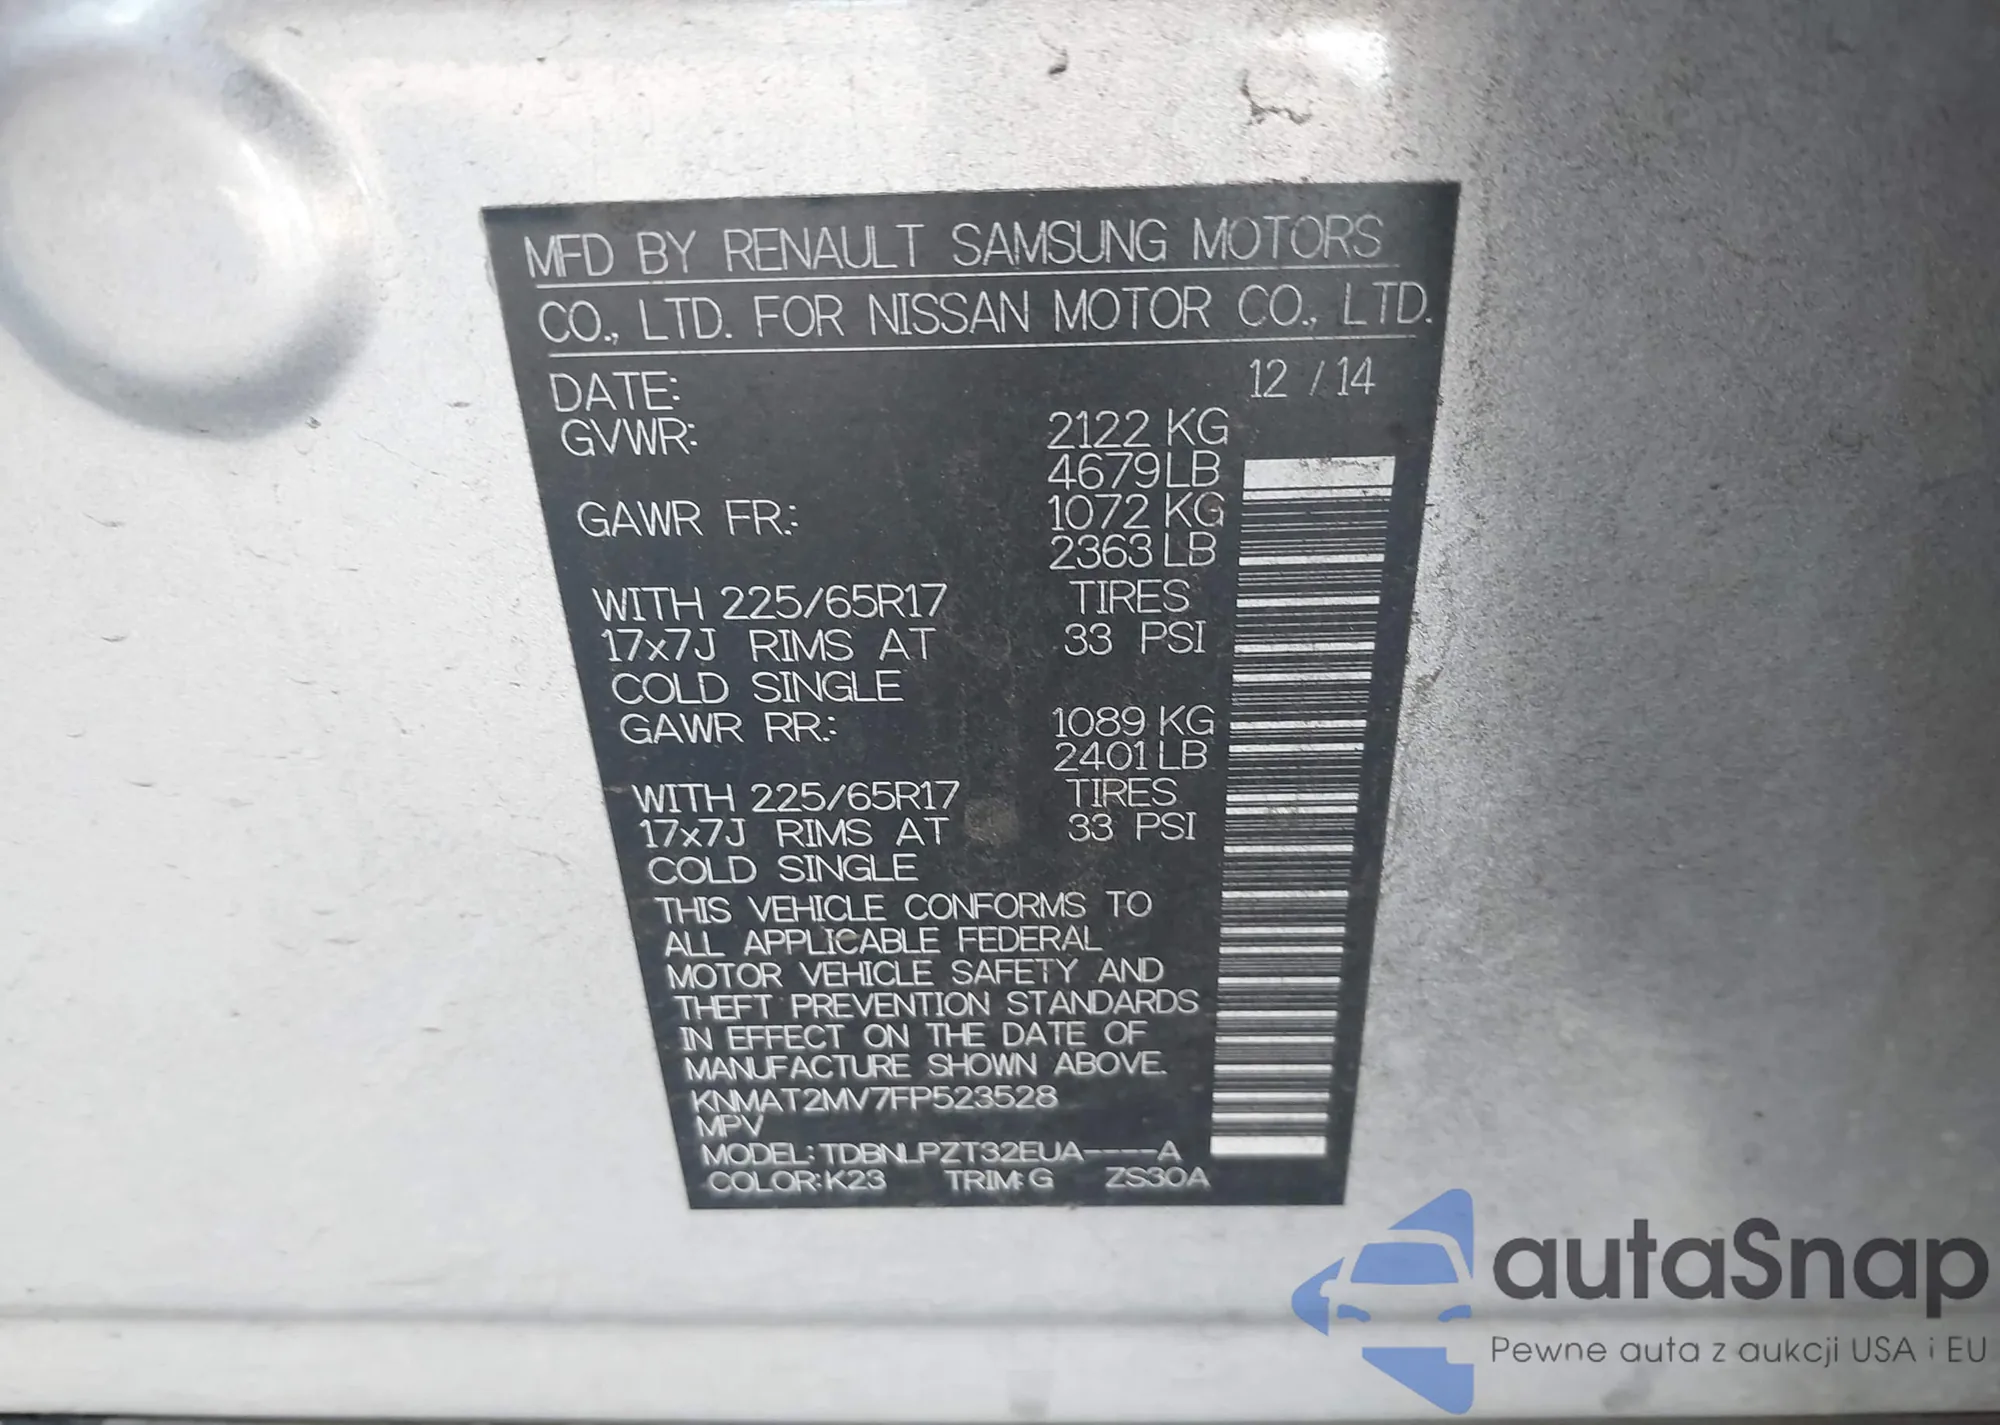 MFD BY RENAULT SAMSUNG MOTORS
CO., LTD. FOR NISSAN MOTOR CO., LTD.
DATE: 12 / 14
GVWR: 2122 KG
4679 LB
GAWR FR.: 1072 KG
2363 LB
WITH 225/65R17 TIRES
17x7J RIMS AT 33 PSI
COLD SINGLE
GAWR RR.: 1089 KG
2401 LB
WITH 225/65R17 TIRES
17x7J RIMS AT 33 PSI
COLD SINGLE
THIS VEHICLE CONFORMS TO
ALL APPLICABLE FEDERAL
MOTOR VEHICLE SAFETY AND
THEFT PREVENTION STANDARDS
IN EFFECT ON THE DATE OF
MANUFACTURE SHOWN ABOVE.
KNMAT2MV7FP523528
MPV
MODEL: TDBNLPZT32EUA----A
COLOR: K23 TRIM: G ZS30A
autaSnap
Pewne auta z aukcji USA i EU